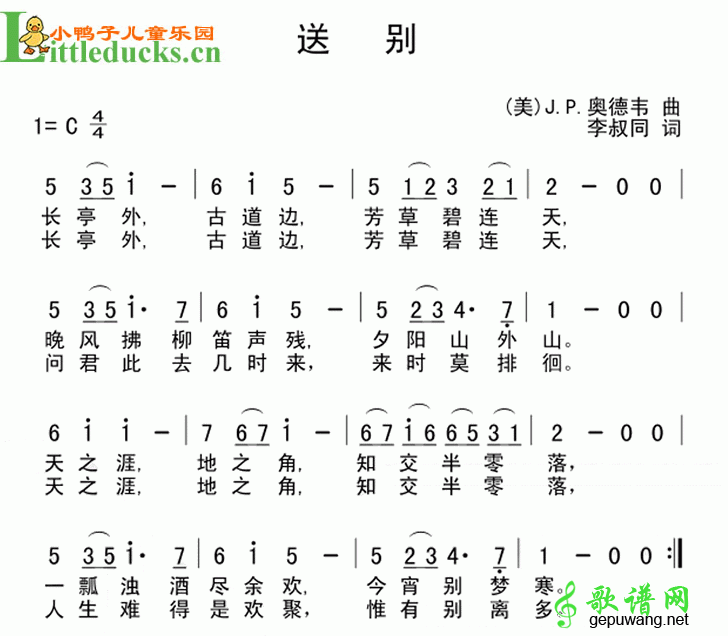 小鸭子儿童乐园
Littleducks.cn
送 别
(美)J.P.奥德韦 曲
1=C 4/4
李叔同 词
5 3 5 i － | 6 i 5 － | 5 1 2 3 2 1 | 2 － 0 0 |
长 亭 外, 古 道 边, 芳 草 碧 连 天,
长 亭 外, 古 道 边, 芳 草 碧 连 天,
5 3 5 i· 7 | 6 i 5 － | 5 2 3 4· 7 | 1 － 0 0 |
晚 风 拂 柳 笛 声 残, 夕 阳 山 外 山。
问 君 此 去 几 时 来, 来 时 莫 排 徊。
6 i i － | 7 6 7 i － | 6 7 i 6 6 5 3 1 | 2 － 0 0 |
天 之 涯, 地 之 角, 知 交 半 零 落,
天 之 涯, 地 之 角, 知 交 半 零 落,
5 3 5 i· 7 | 6 i 5 － | 5 2 3 4· 7 | 1 － 0 0 :||
一 瓢 浊 酒 尽 余 欢, 今 宵 别 梦 寒。
人 生 难 得 是 欢 聚, 惟 有 别 离 多
歌谱网
gepuwang.net